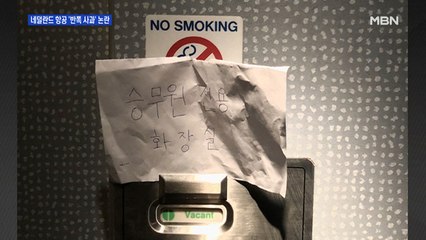 네덜란드 항공 '반쪽 사과' 논란
MBN
NO SMOKING
승무원 전용
화장실
Vacant